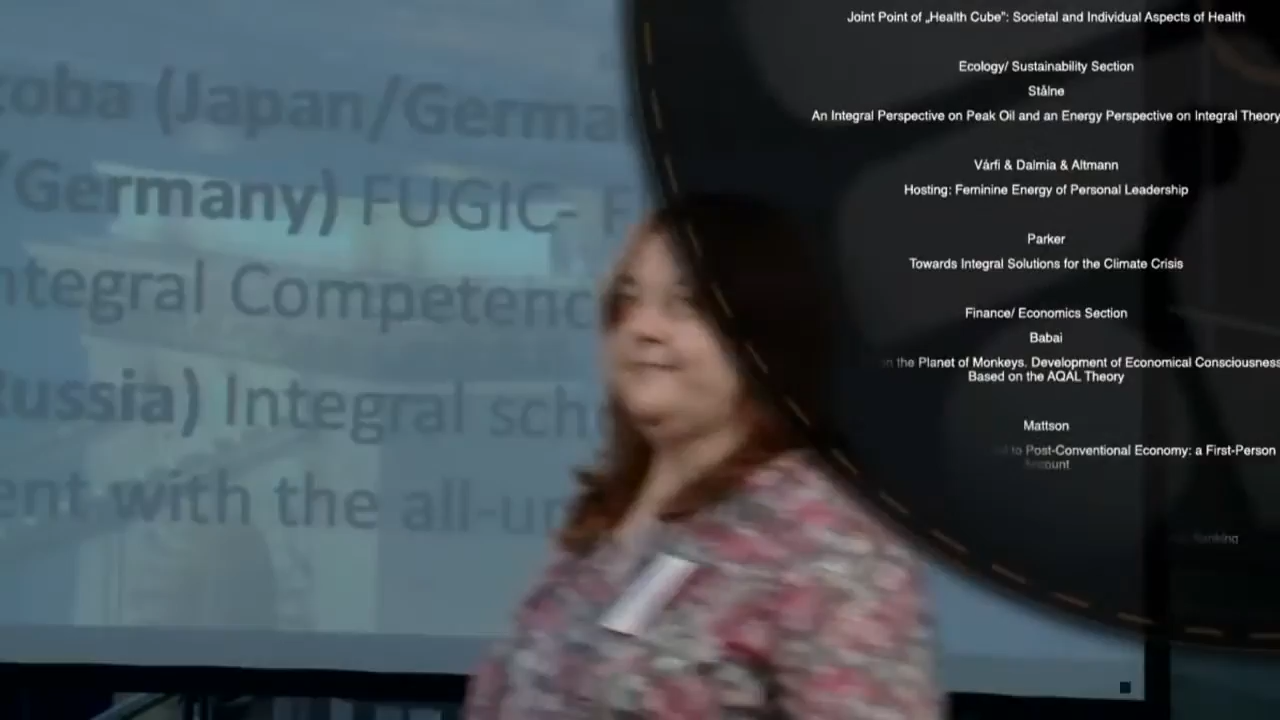 coba (Japan/Germa
/Germany) FUGIC- F
ntegral Competenc
Russia) Integral sch
ent with the all-u
Joint Point of „Health Cube": Societal and Individual Aspects of Health
Ecology/ Sustainability Section
Stålne
An Integral Perspective on Peak Oil and an Energy Perspective on Integral Theory
Várfi & Dalmia & Altmann
Hosting: Feminine Energy of Personal Leadership
Parker
Towards Integral Solutions for the Climate Crisis
Finance/ Economics Section
Babai
the Planet of Monkeys. Development of Economical Consciousness
Based on the AQAL Theory
Mattson
to Post-Conventional Economy: a First-Person
Account